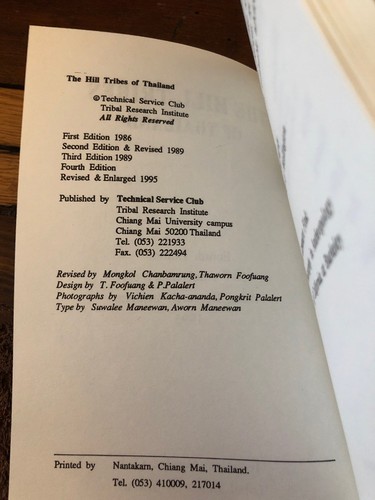 The Hill Tribes of Thailand
© Technical Service Club
Tribal Research Institute
All Rights Reserved
First Edition 1986
Second Edition & Revised 1989
Third Edition 1989
Fourth Edition
Revised & Enlarged 1995
Published by Technical Service Club
Tribal Research Institute
Chiang Mai University campus
Chiang Mai 50200 Thailand
Tel. (053) 221933
Fax. (053) 222494
Revised by Mongkol Chanbamrung, Thaworn Foofuang
Design by T. Foofuang & P.Palalert
Photographs by Vichien Kacha-ananda, Pongkrit Palalert
Type by Suwalee Maneewan, Aworn Maneewan
Printed by Nantakarn, Chiang Mai, Thailand.
Tel. (053) 410009, 217014